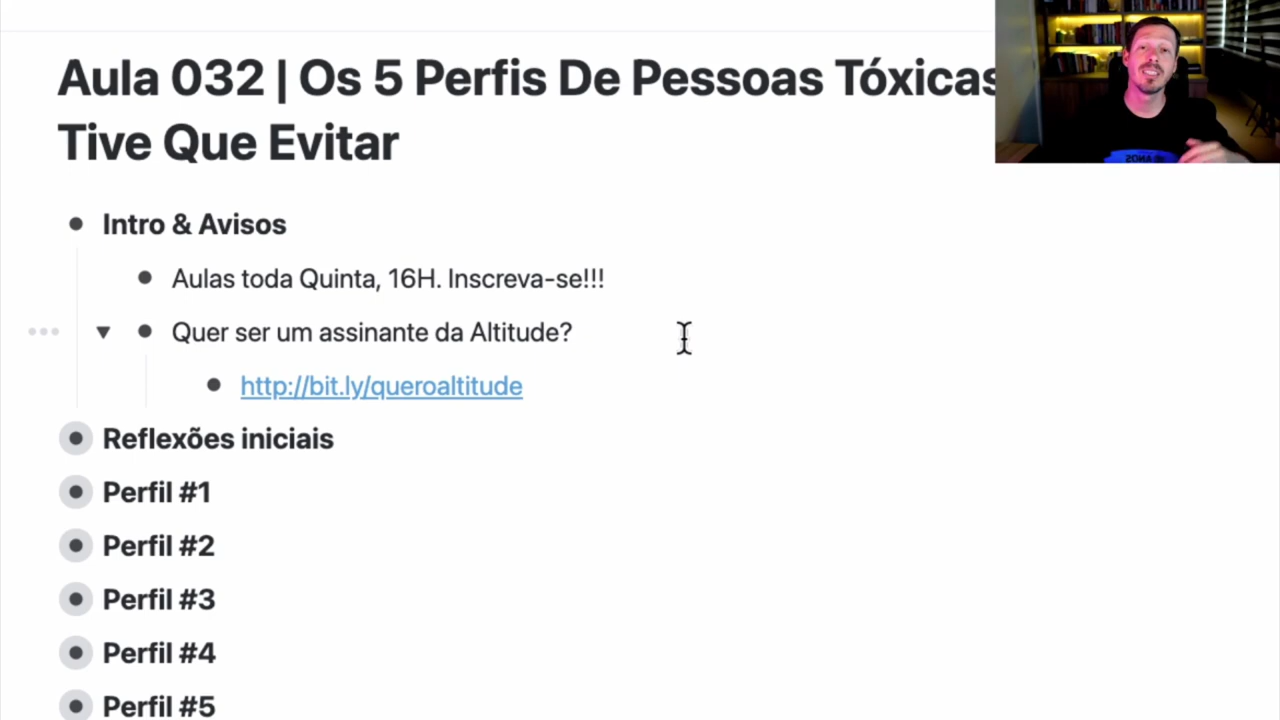 Aula 032 | Os 5 Perfis De Pessoas Tóxicas
Tive Que Evitar
Intro & Avisos
Aulas toda Quinta, 16H. Inscreva-se!!!
Quer ser um assinante da Altitude?
http://bit.ly/queroaltitude
Reflexões iniciais
Perfil #1
Perfil #2
Perfil #3
Perfil #4
Perfil #5